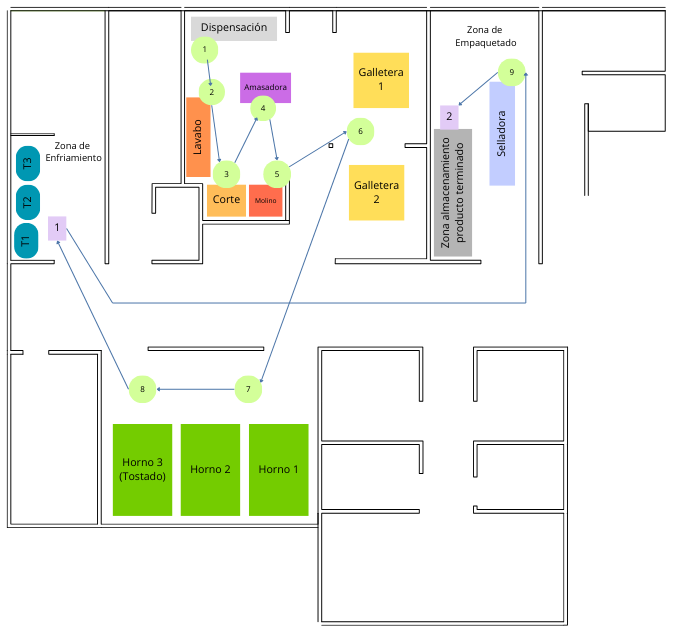 Dispensación
Zona de
Empaquetado
1
9
Galletera
1
2
Amasadora
4
2
Lavabo
Selladora
6
Zona de
Enfriamiento
T3
3
5
Zona almacenamiento
producto terminado
Galletera
2
T2
Corte
Molino
1
T1
8
7
Horno 3
(Tostado)
Horno 2
Horno 1